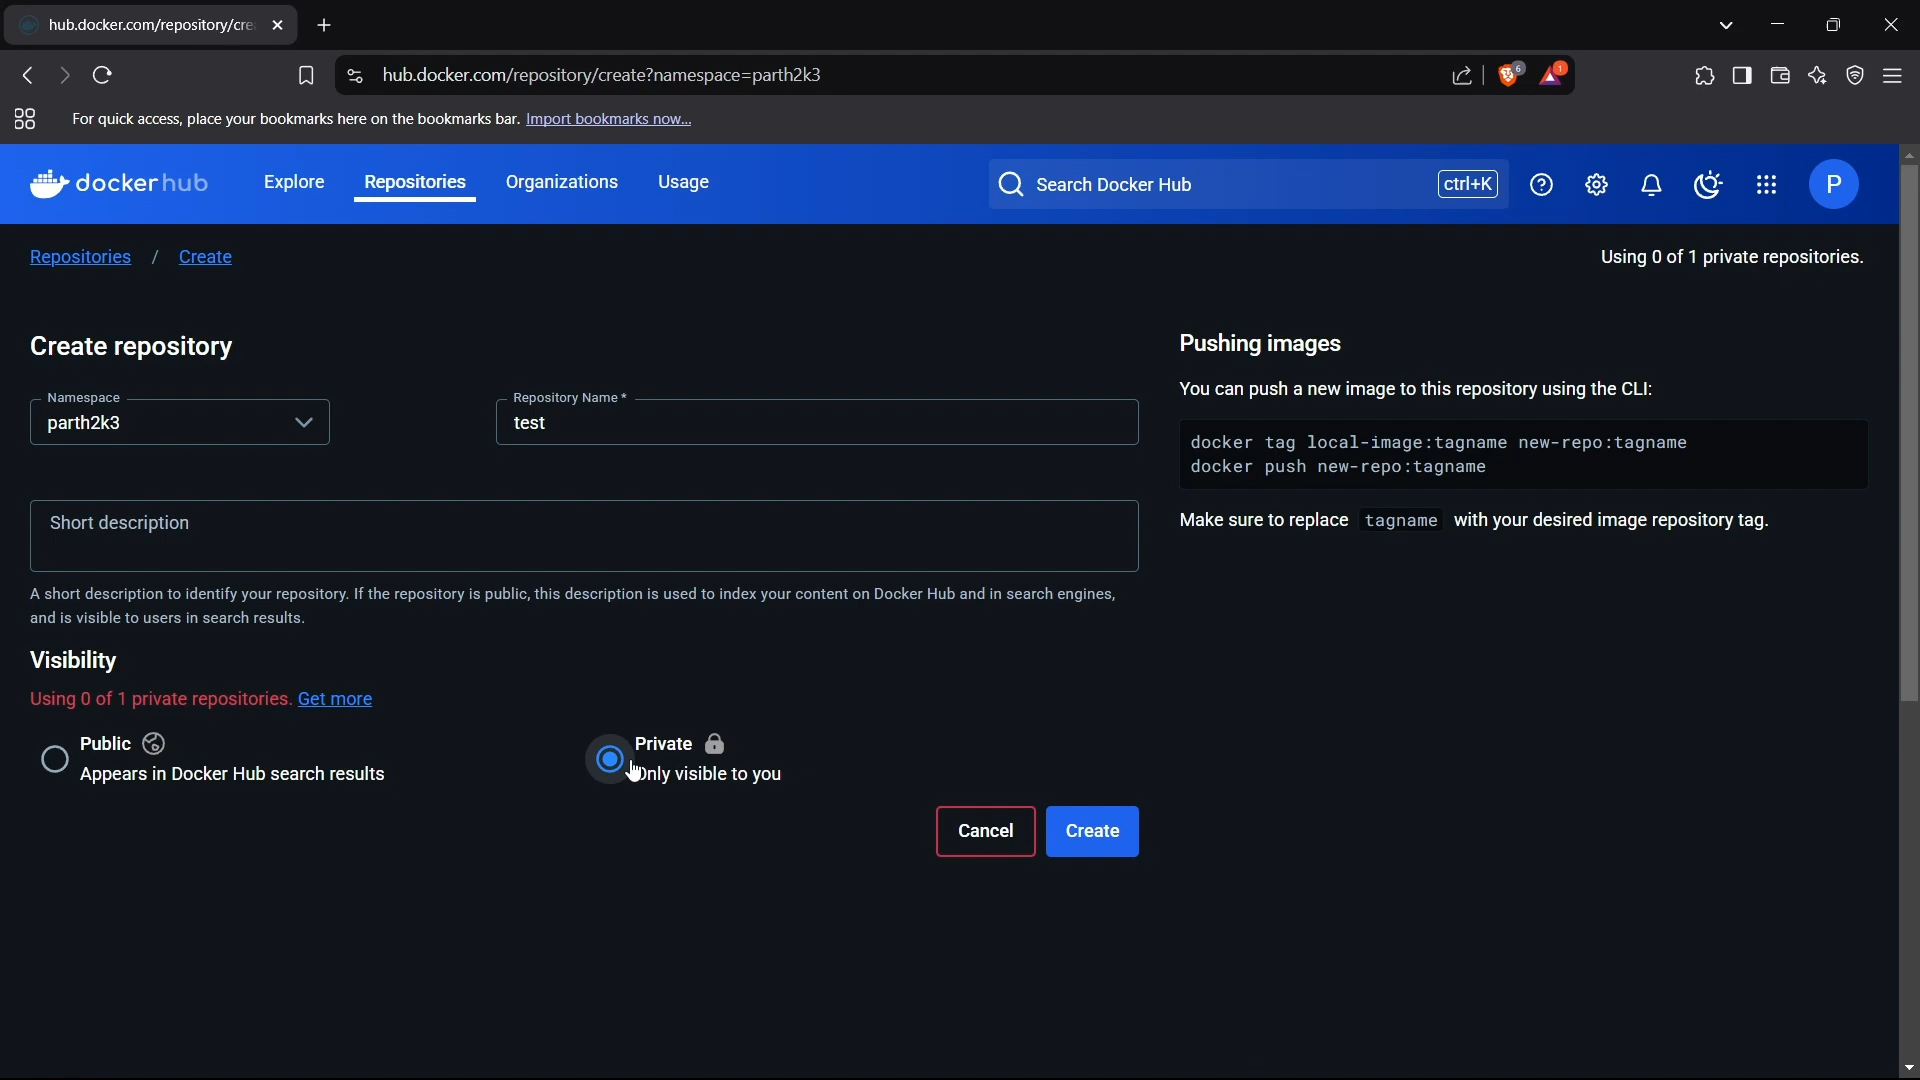 hub.docker.com/repository/cre
hub.docker.com/repository/create?namespace=parth2k3
6
1
For quick access, place your bookmarks here on the bookmarks bar. Import bookmarks now...
dockerhub
Explore
Repositories
Organizations
Usage
Search Docker Hub
ctrl+K
P
Repositories / Create
Using 0 of 1 private repositories.
Create repository
Namespace
parth2k3
Repository Name *
test
Short description
A short description to identify your repository. If the repository is public, this description is used to index your content on Docker Hub and in search engines,
and is visible to users in search results.
Visibility
Using 0 of 1 private repositories. Get more
Public
Appears in Docker Hub search results
Private
Only visible to you
Cancel
Create
Pushing images
You can push a new image to this repository using the CLI:
docker tag local-image:tagname new-repo:tagname
docker push new-repo:tagname
Make sure to replace tagname with your desired image repository tag.